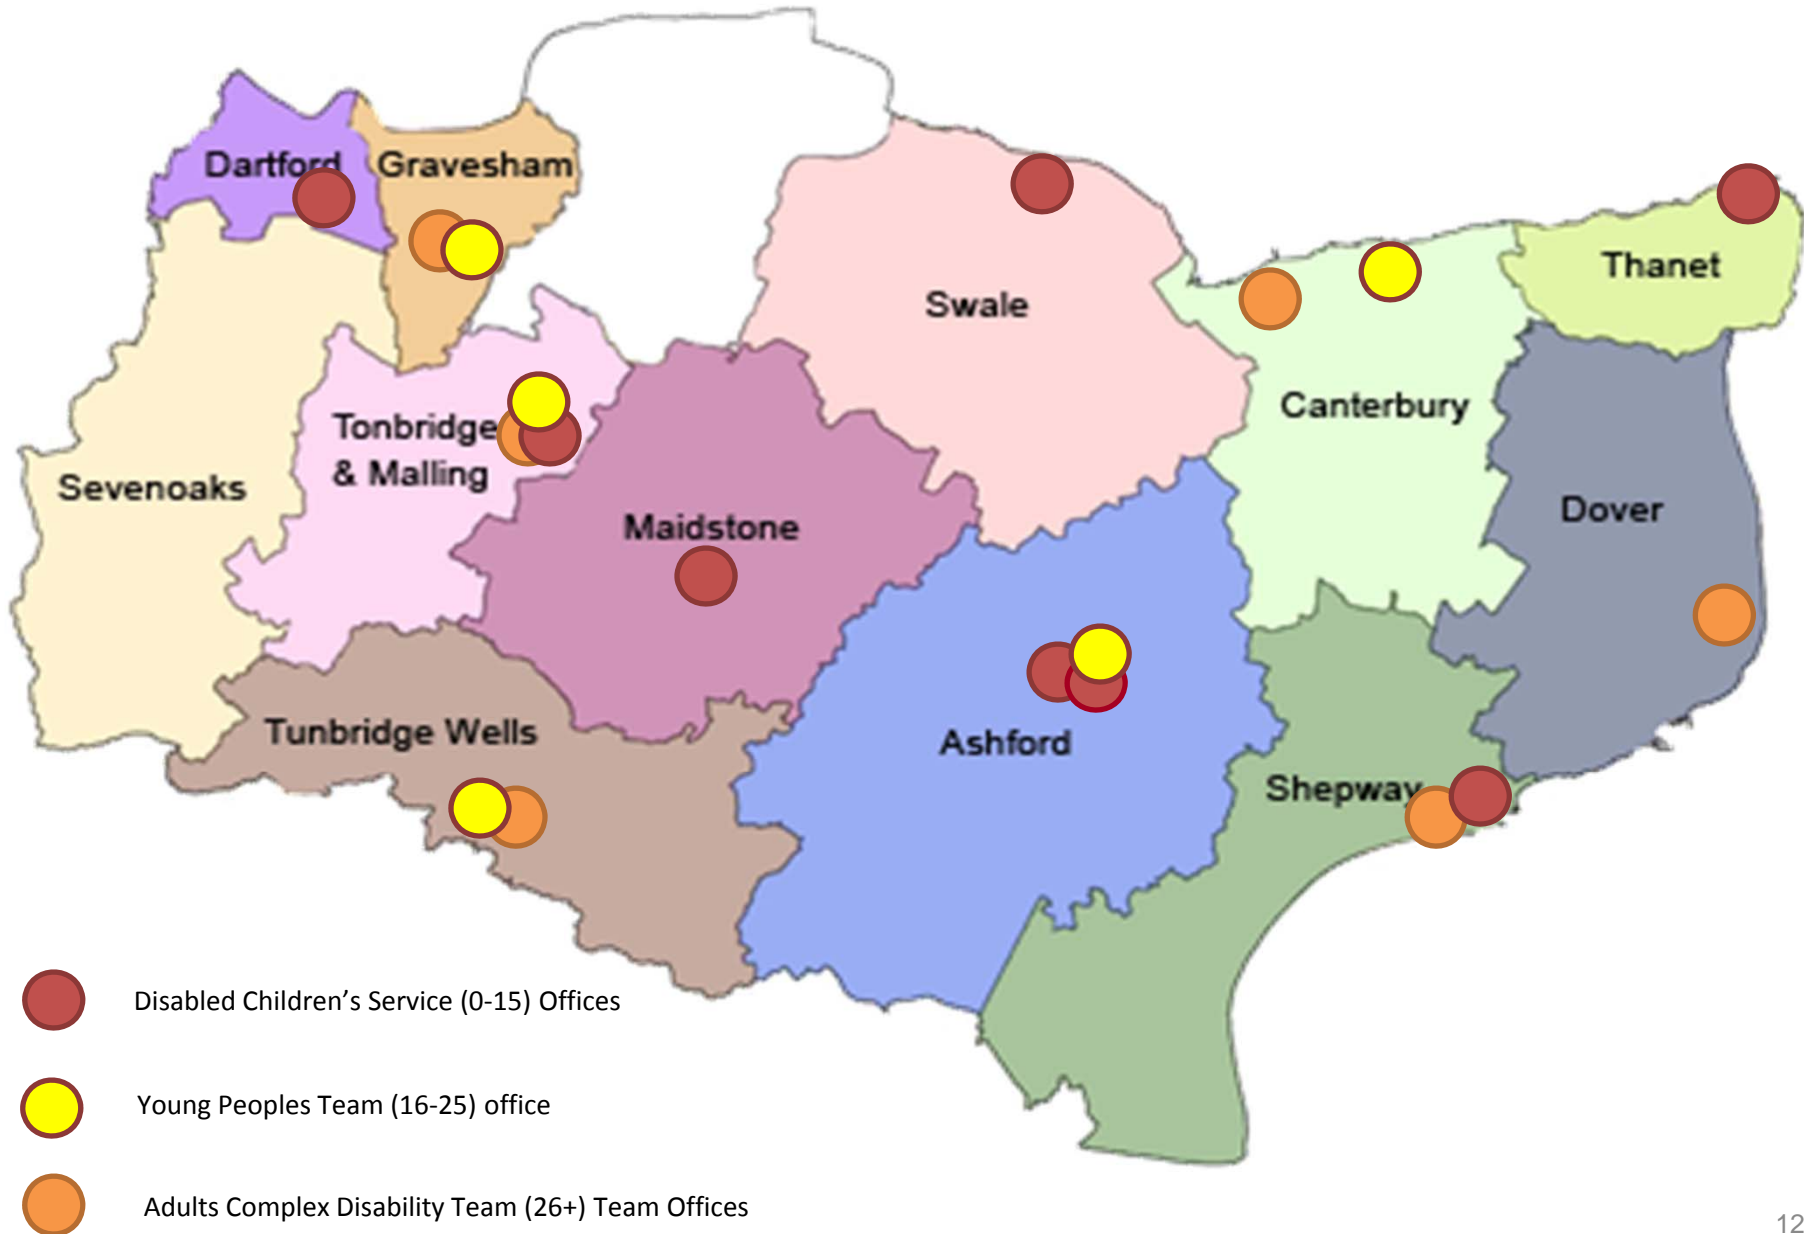 Dartford
Gravesham
Thanet
Swale
Canterbury
Tonbridge
& Malling
Sevenoaks
Dover
Maidstone
Tunbridge Wells
Ashford
Shepway
Disabled Children’s Service (0-15) Offices
Young Peoples Team (16-25) office
Adults Complex Disability Team (26+) Team Offices
12